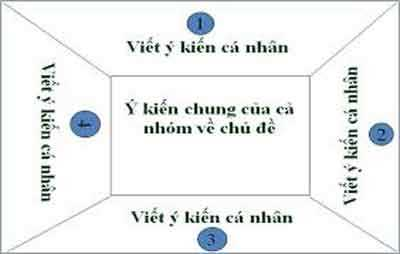 1
Viết ý kiến cá nhân
Viết ý kiến cá nhân
4
Ý kiến chung của cả
nhóm về chủ đề
2
Viết ý kiến cá nhân
Viết ý kiến cá nhân
3